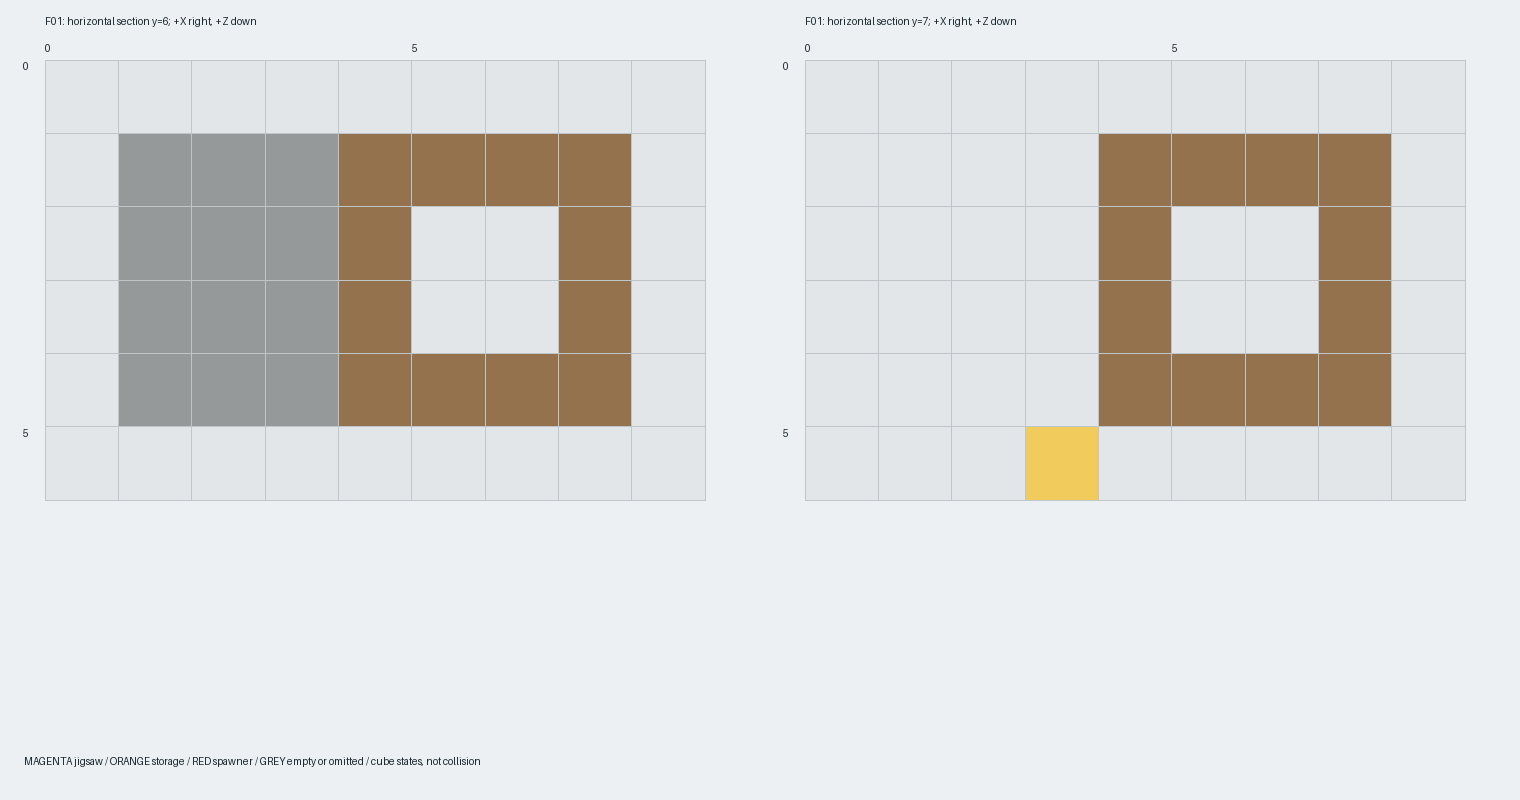 F01: horizontal section y=6; +X right, +Z down
0 5
0
5
F01: horizontal section y=7; +X right, +Z down
0 5
0
5
MAGENTA jigsaw / ORANGE storage / RED spawner / GREY empty or omitted / cube states, not collision